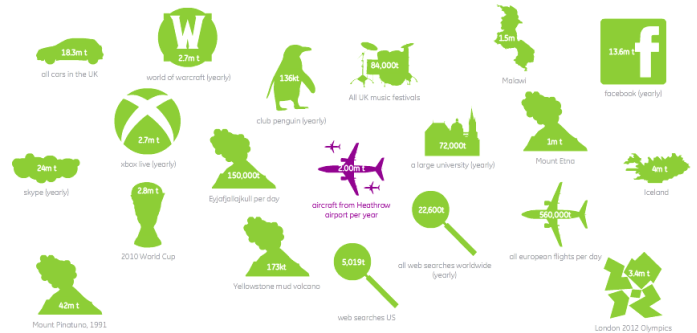 18.3m t
all cars in the UK
W
2.7m t
world of warcraft (yearly)
136kt
club penguin (yearly)
84,000t
All UK music festivals
1.5m
Malawi
13.6m t
f
facebook (yearly)
2.7m t
xbox live (yearly)
24m t
skype (yearly)
150,000t
Eyjafjallajkull per day
2.00m t
aircraft from Heathrow
airport per year
72,000t
a large university (yearly)
1m t
Mount Etna
4m t
Iceland
2.8m t
2010 World Cup
22,600t
all web searches worldwide
(yearly)
560,000t
all european flights per day
42m t
Mount Pinatuno, 1991
173kt
Yellowstone mud volcano
5,019t
web searches US
3.4m t
London 2012 Olympics